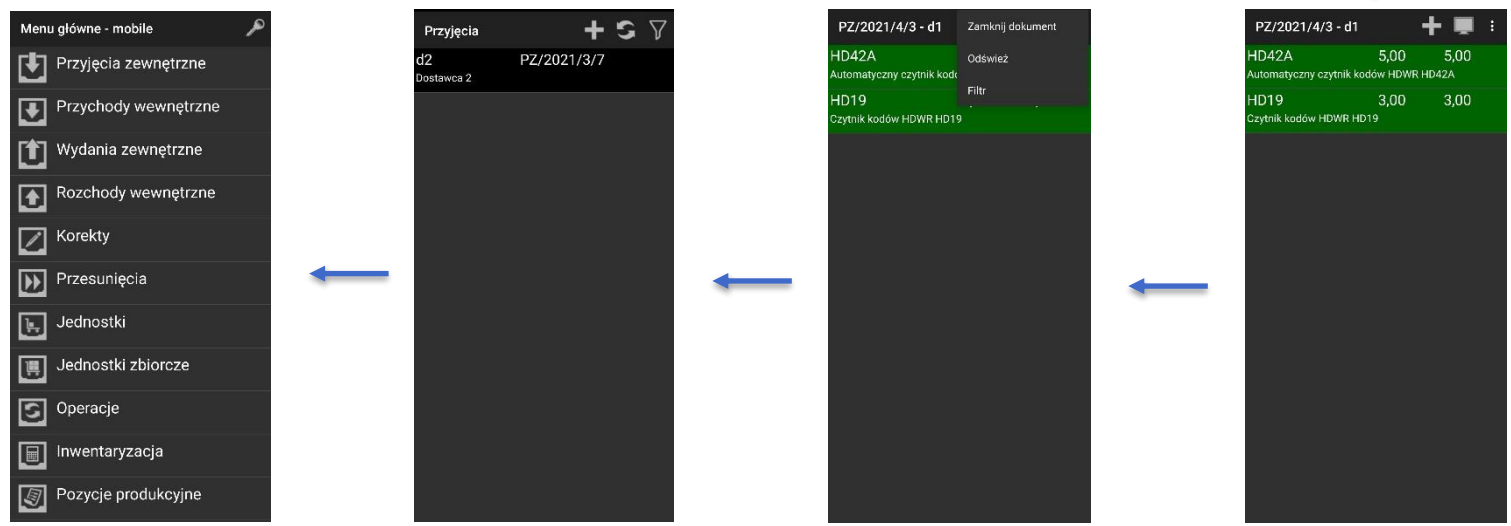 Menu główne - mobile
Przyjęcia zewnętrzne
Przychody wewnętrzne
Wydania zewnętrzne
Rozchody wewnętrzne
Korekty
Przesunięcia
Jednostki
Jednostki zbiorcze
Operacje
Inwentaryzacja
Pozycje produkcyjne
Przyjęcia
d2 PZ/2021/3/7
Dostawca 2
PZ/2021/4/3 - d1
Zamknij dokument
Odśwież
Filtr
HD42A
Automatyczny czytnik
HD19
Czytnik kodów HDWR HD19
PZ/2021/4/3 - d1
HD42A 5,00 5,00
Automatyczny czytnik kodów HDWR HD42A
HD19 3,00 3,00
Czytnik kodów HDWR HD19